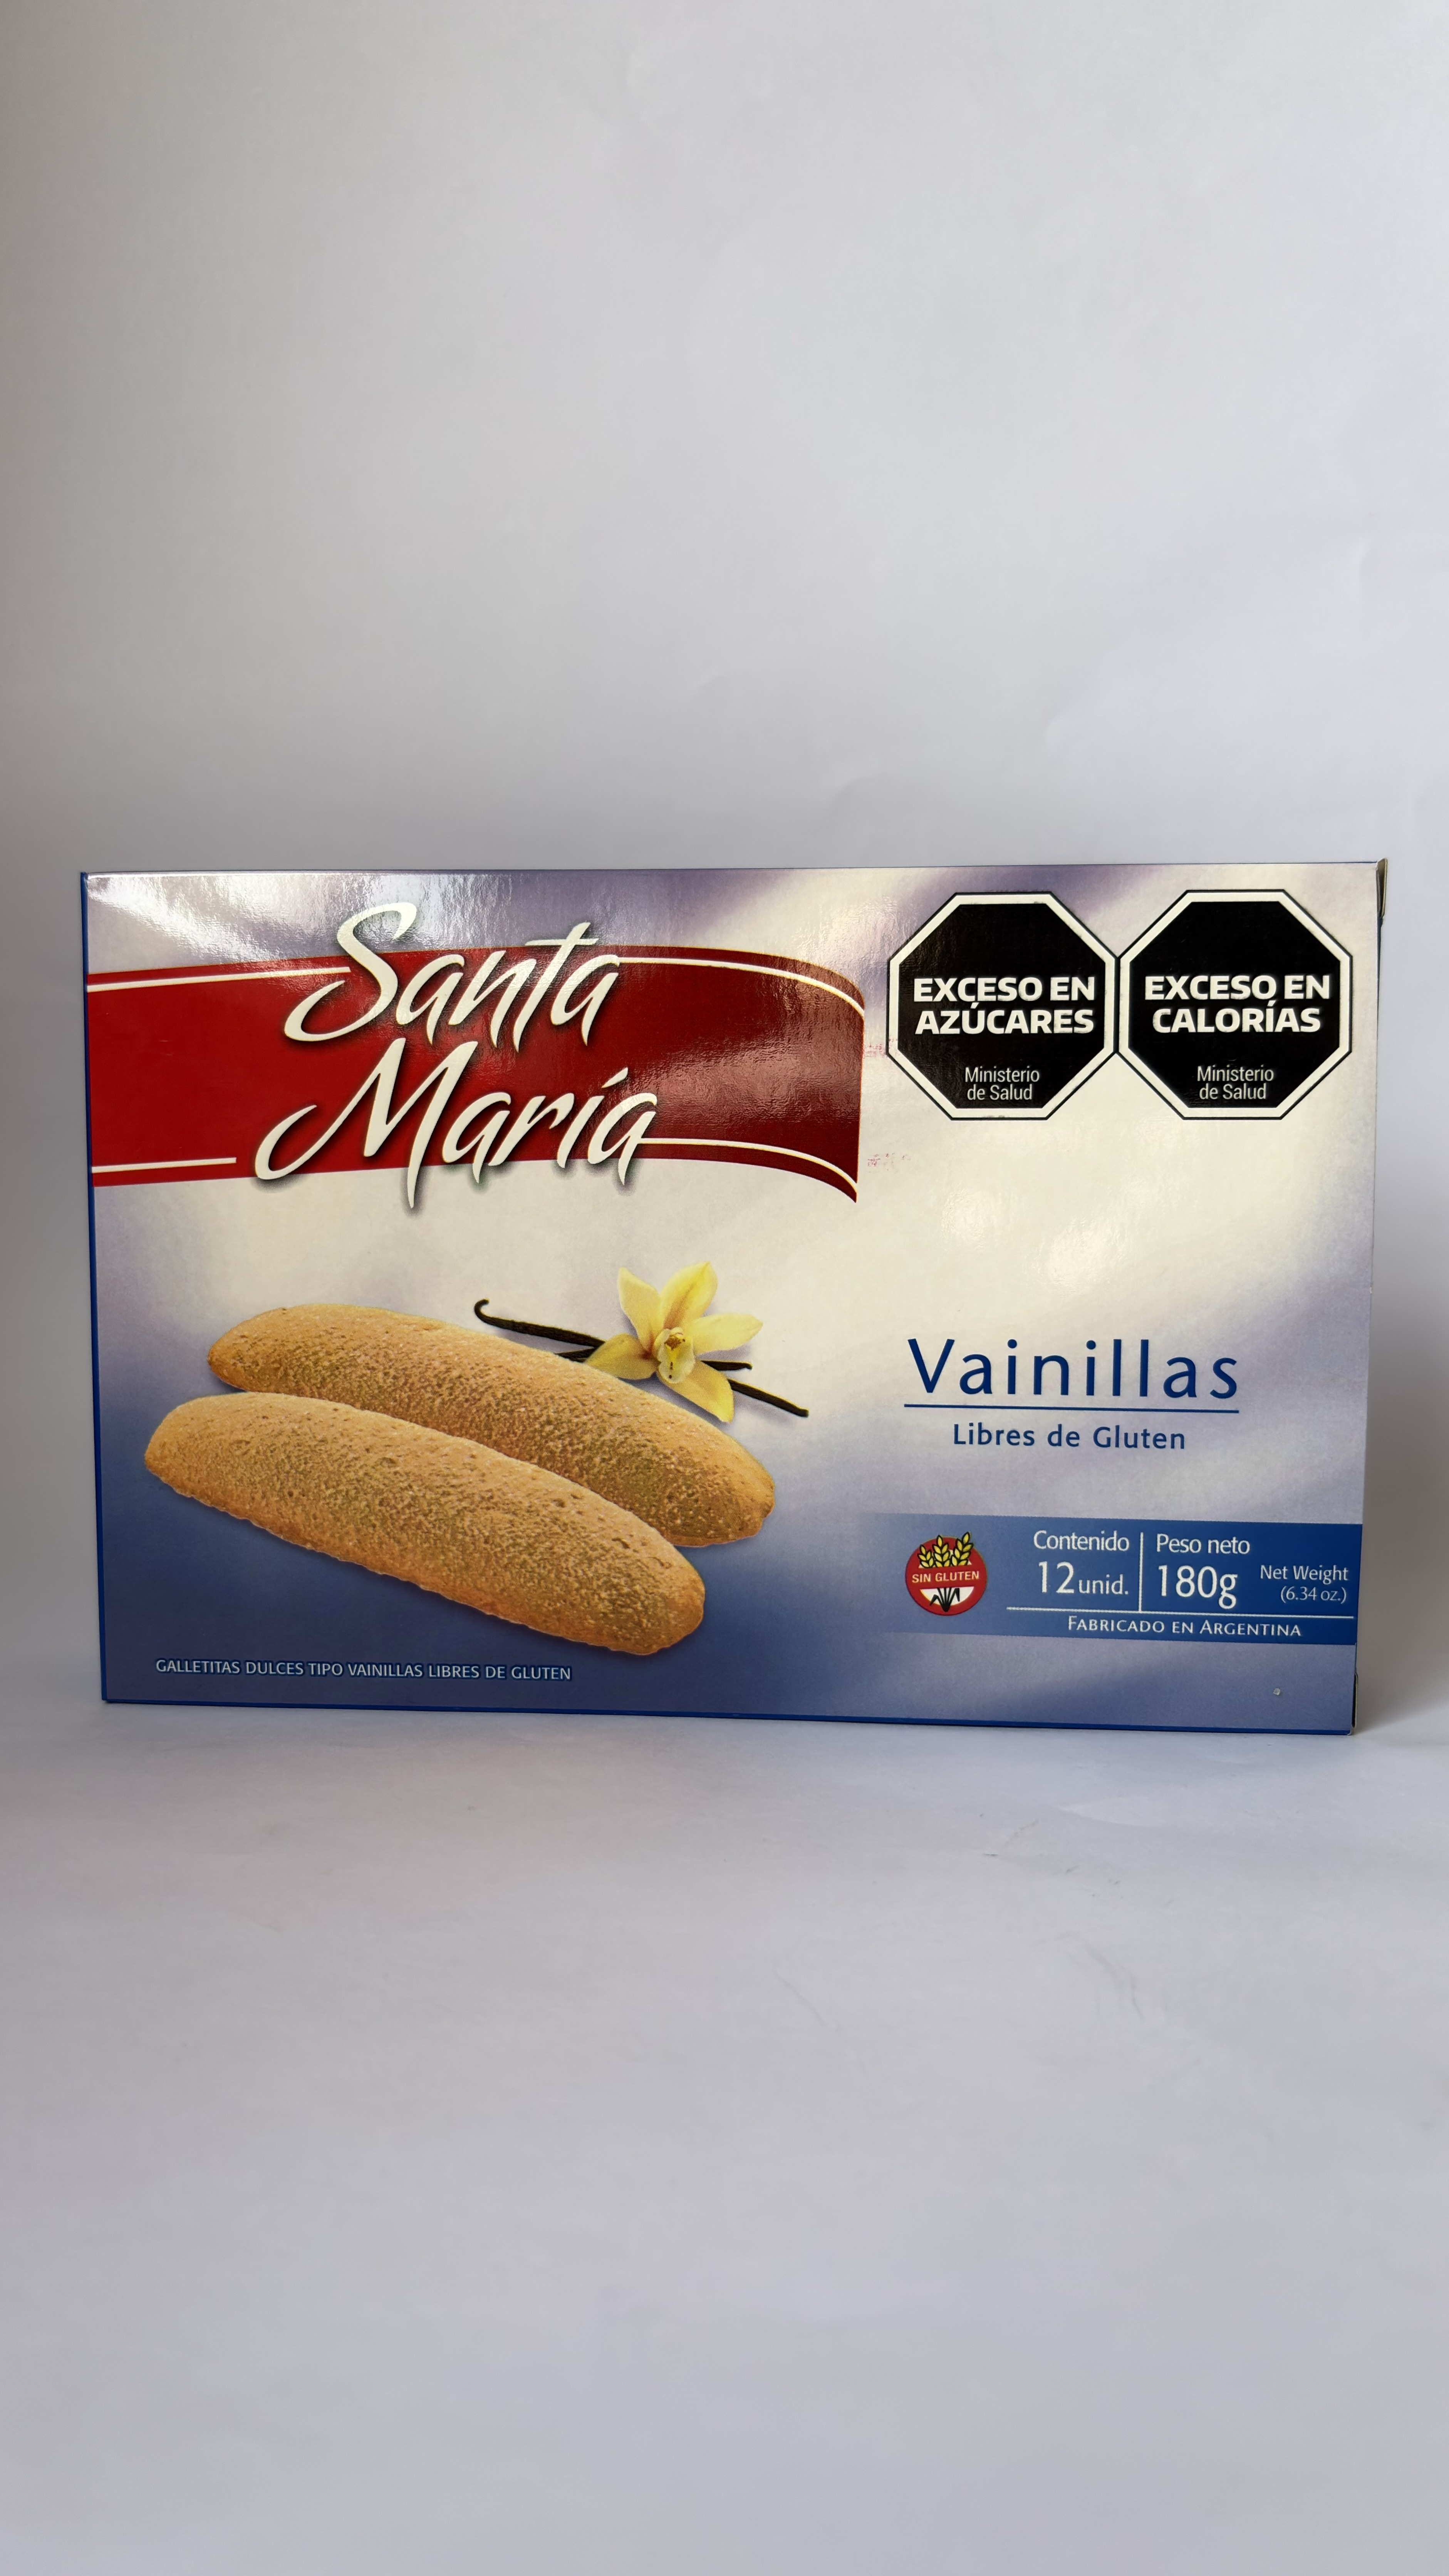 Santa
María
EXCESO EN
AZÚCARES
Ministerio
de Salud
EXCESO EN
CALORÍAS
Ministerio
de Salud
Vainillas
Libres de Gluten
SIN GLUTEN
Contenido
12 unid.
Peso neto
180g
Net Weight
(6.34 oz.)
FABRICADO EN ARGENTINA
GALLETITAS DULCES TIPO VAINILLAS LIBRES DE GLUTEN